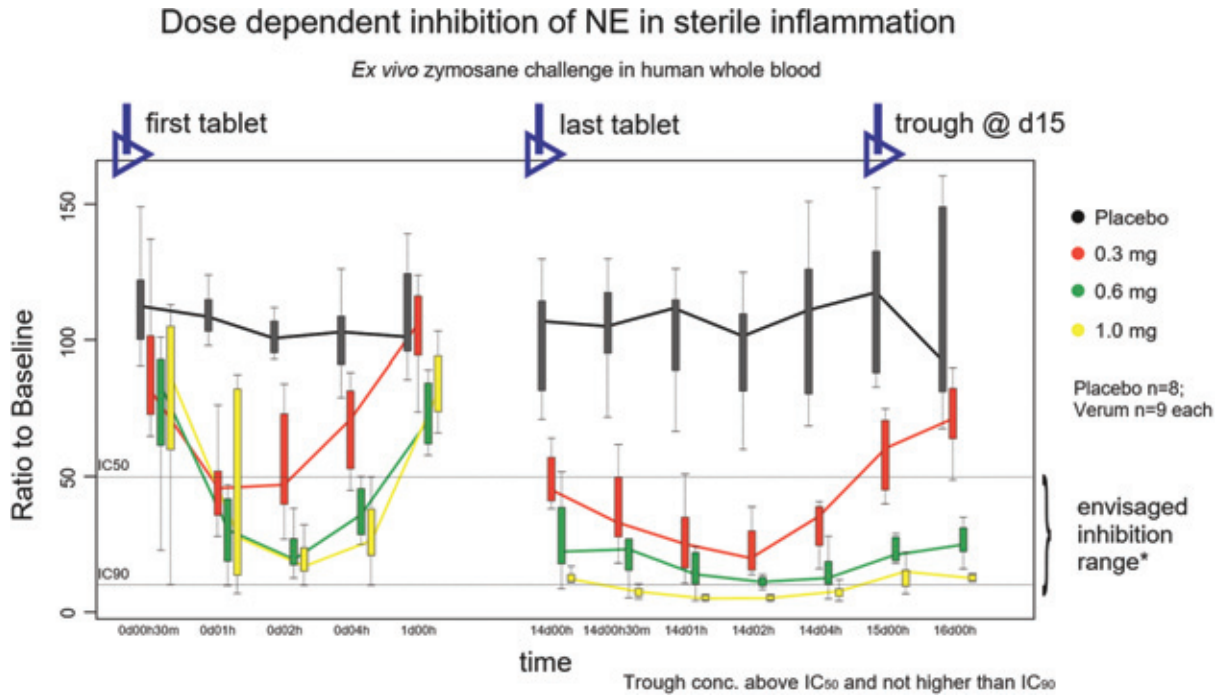 Dose dependent inhibition of NE in sterile inflammation
Ex vivo zymosane challenge in human whole blood
first tablet
last tablet
trough @ d15
Ratio to Baseline
150
100
50
0
IC50
IC90
Placebo
0.3 mg
0.6 mg
1.0 mg
Placebo n=8;
Verum n=9 each
envisaged
inhibition
range*
0d00h30m 0d01h 0d02h 0d04h 1d00h 14d00h 14d00h30m 14d01h 14d02h 14d04h 15d00h 16d00h
time
Trough conc. above IC50 and not higher than IC90